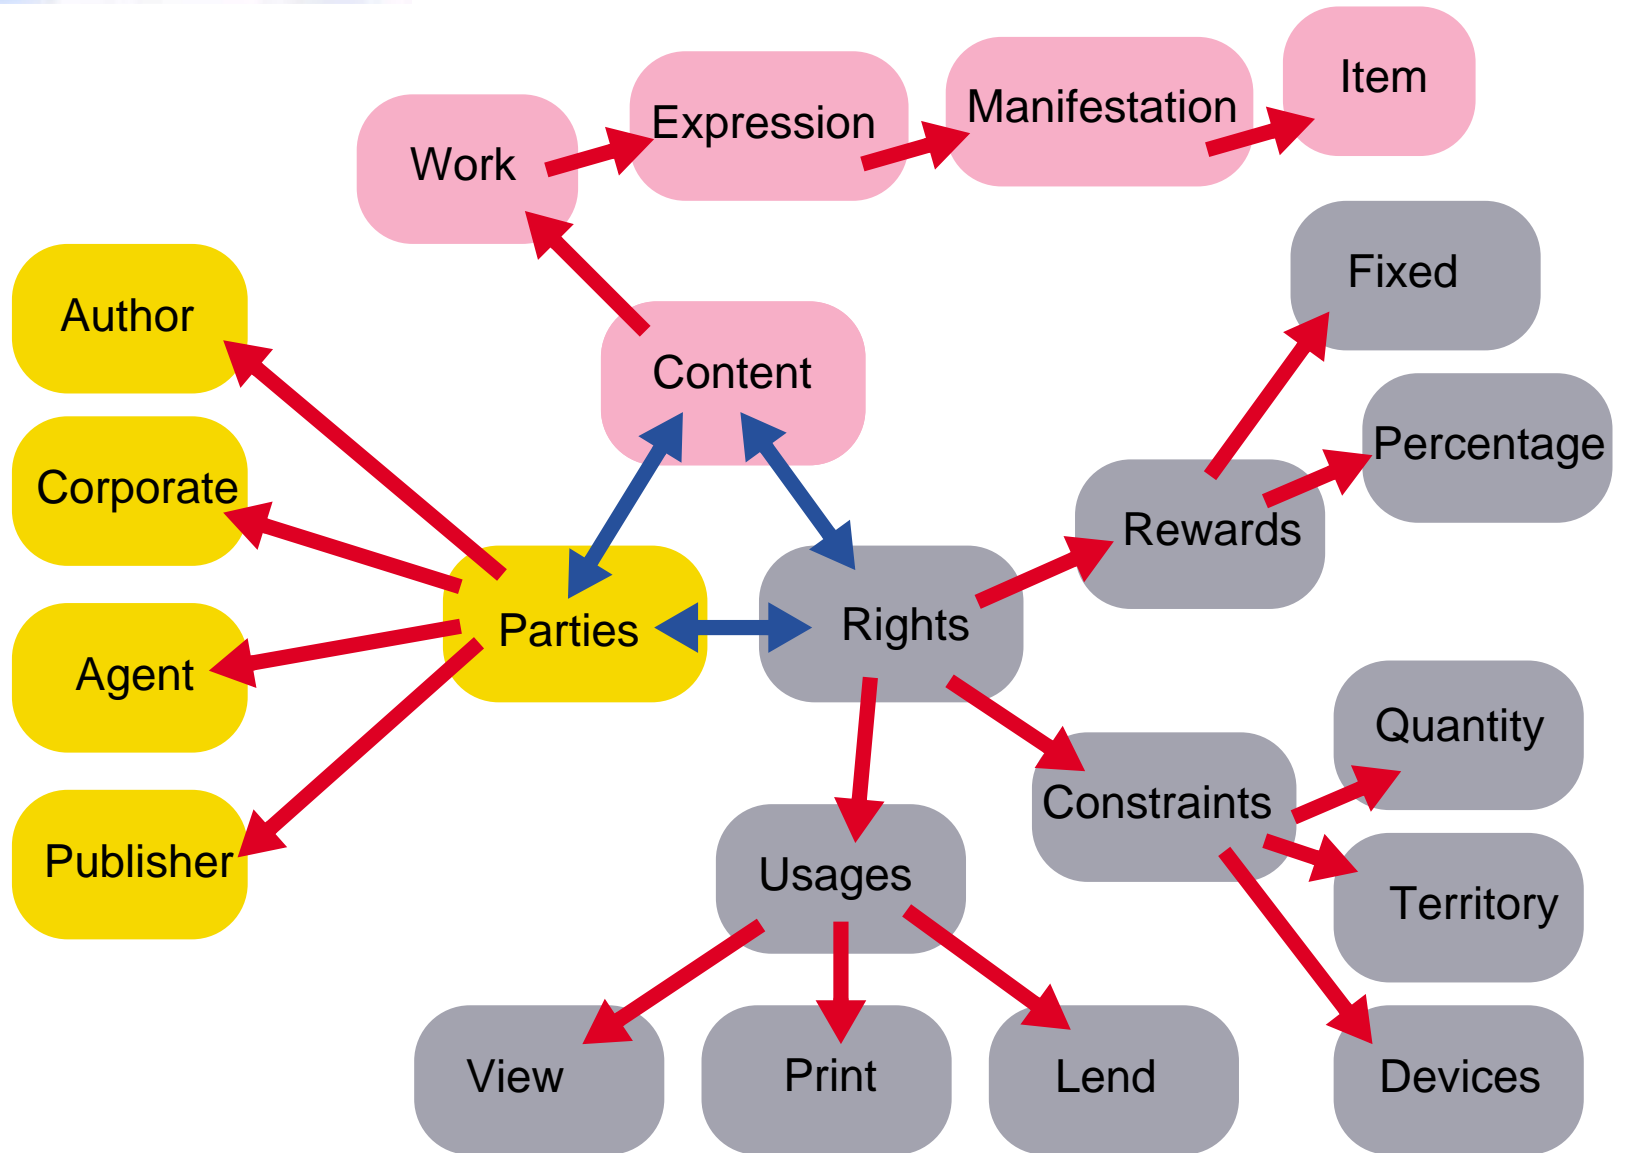 Item
Manifestation
Expression
Work
Fixed
Author
Content
Percentage
Corporate
Rewards
Rights
Parties
Agent
Quantity
Constraints
Publisher
Usages
Territory
View
Print
Lend
Devices